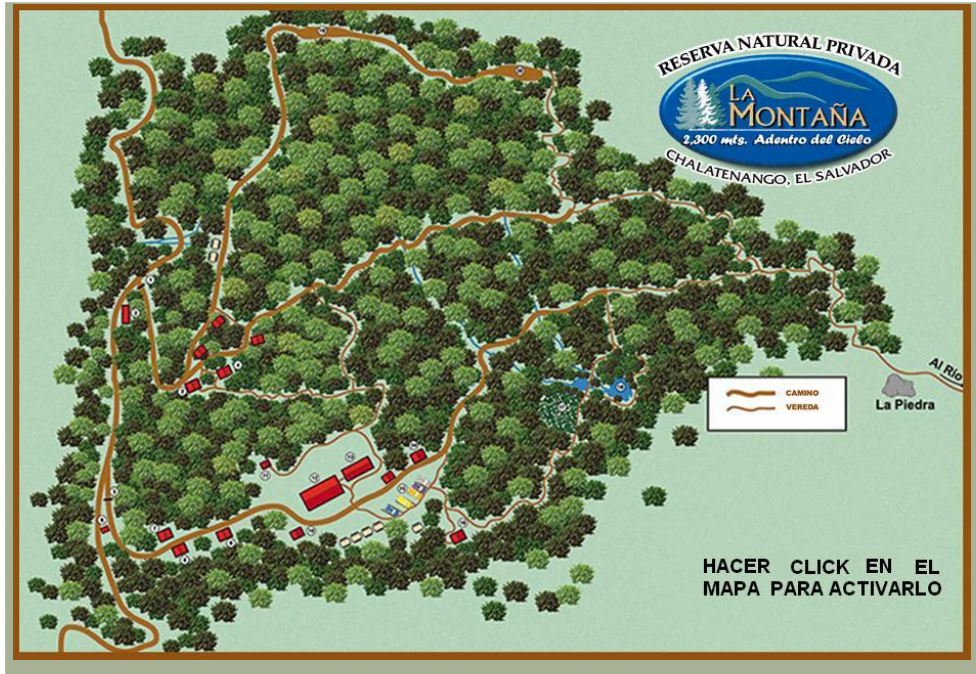 RESERVA NATURAL PRIVADA
LA
MONTAÑA
2,300 mts. Adentro del Cielo
CHALATENANGO, EL SALVADOR
Al Río
La Piedra
CAMINO
VEREDA
HACER CLICK EN EL
MAPA PARA ACTIVARLO